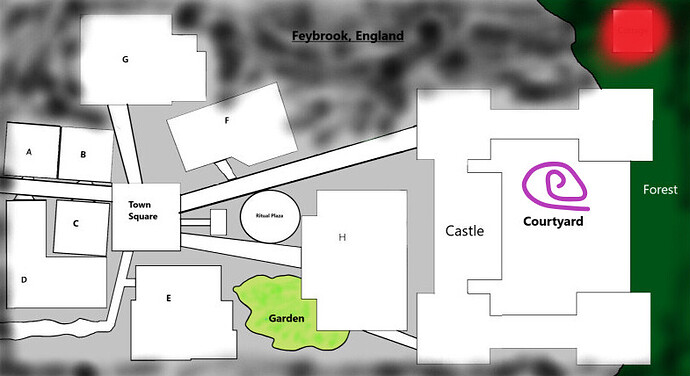 Feybrook, England
G
F
A
B
Town
Square
Ritual Plaza
Forest
C
H
Castle
Courtyard
D
E
Garden